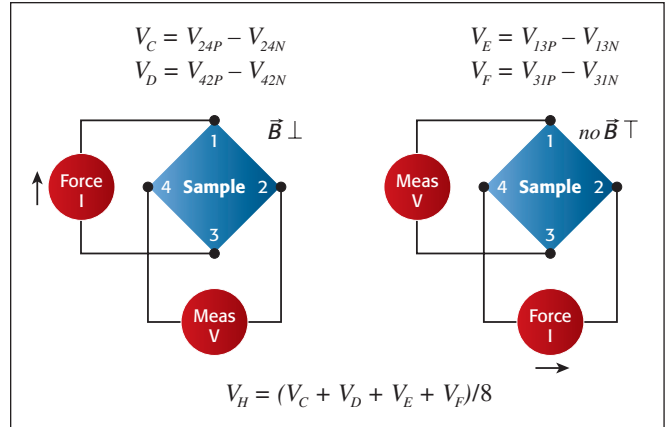 V_C = V_24P – V_24N
V_D = V_42P – V_42N
V_E = V_13P – V_13N
V_F = V_31P – V_31N
B⃗ ⊥
no B⃗ ⊤
Force
I
1
4 Sample 2
3
Meas
V
Meas
V
1
4 Sample 2
3
Force
I
V_H = (V_C + V_D + V_E + V_F)/8